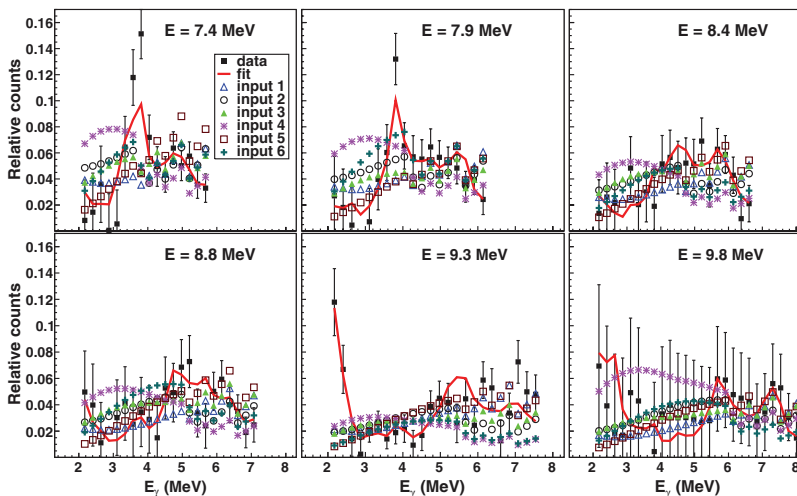 E = 7.4 MeV
E = 7.9 MeV
E = 8.4 MeV
0.16
0.14
0.12
0.1
0.08
0.06
0.04
0.02
Relative counts
data
fit
input 1
input 2
input 3
input 4
input 5
input 6
E = 8.8 MeV
E = 9.3 MeV
E = 9.8 MeV
0.16
0.14
0.12
0.1
0.08
0.06
0.04
0.02
Relative counts
2 3 4 5 6 7 8
2 3 4 5 6 7 8
2 3 4 5 6 7 8
Eγ (MeV)
Eγ (MeV)
Eγ (MeV)